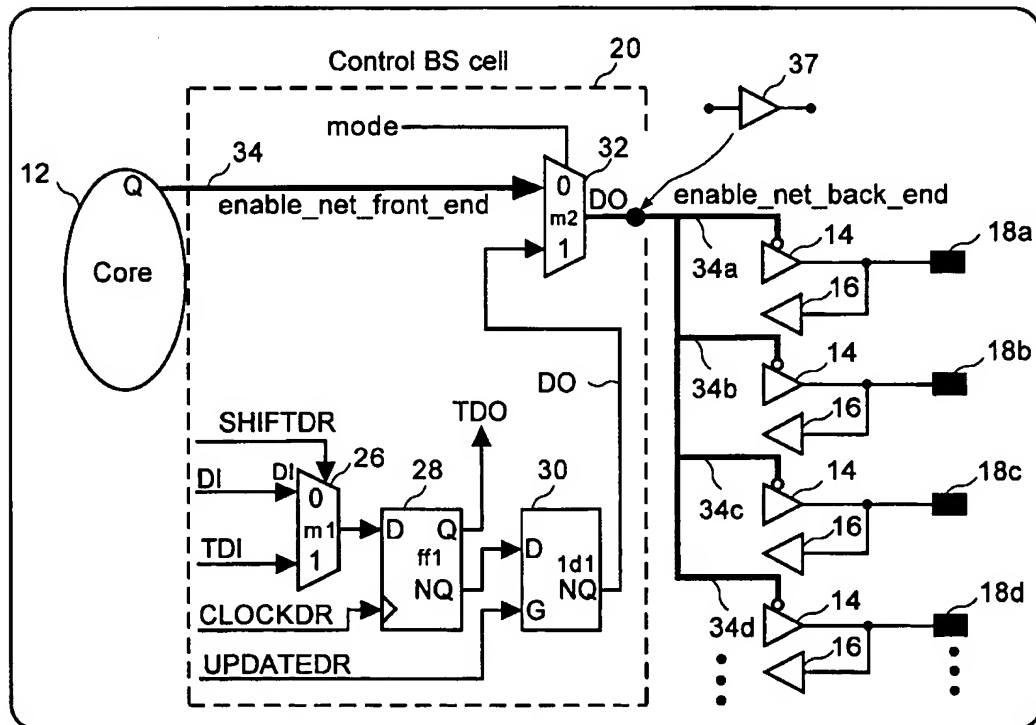 Control BS cell
20
37
mode
12
Q
34
32
0
DO
enable_net_back_end
enable_net_front_end
m2
1
14
18a
34a
16
Core
14
18b
34b
16
DO
TDO
SHIFTDR
26
28
30
14
18c
DI
DI
0
34c
16
m1
D
Q
D
ff1
1d1
TDI
1
NQ
NQ
14
18d
CLOCKDR
G
34d
16
UPDATEDR